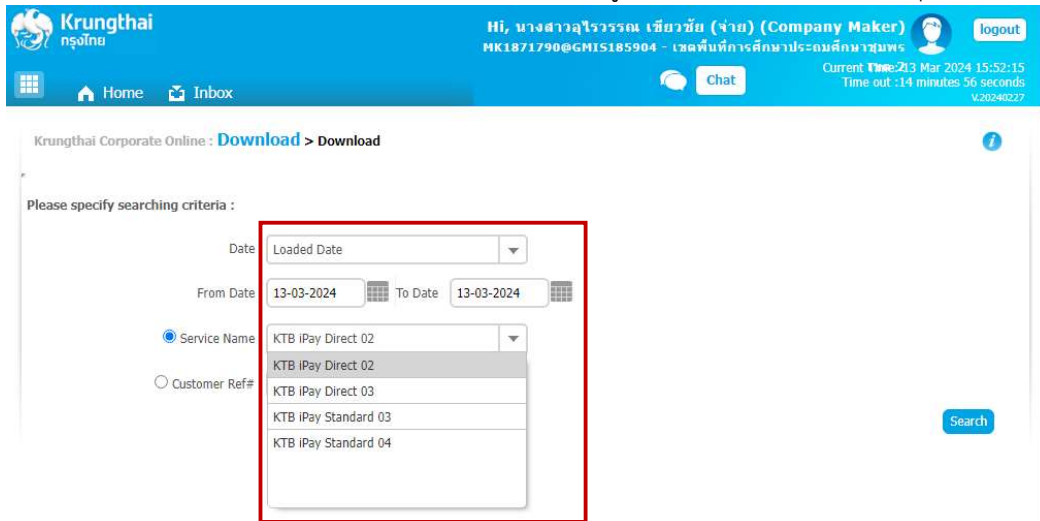 Krungthai
กรุงไทย
Hi, นางสาวอุไรวรรณ เขียวชัย (จ่าย) (Company Maker)
MK1871790@GMIS185904 - เขตพื้นที่การศึกษาประถมศึกษาชุมพร
logout
Chat
Current Time: 13 Mar 2024 15:52:15
Time out :14 minutes 56 seconds
V.20240227
Home Inbox
Krungthai Corporate Online : Download > Download
Please specify searching criteria :
Date Loaded Date
From Date 13-03-2024 To Date 13-03-2024
Service Name KTB iPay Direct 02
KTB iPay Direct 02
Customer Ref#
KTB iPay Direct 03
KTB iPay Standard 03
Search
KTB iPay Standard 04